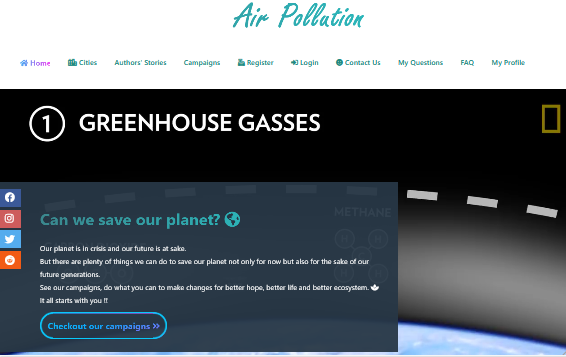 Air Pollution
Home Cities Authors' Stories Campaigns Register Login Contact Us My Questions FAQ My Profile
1 GREENHOUSE GASSES
METHANE
Can we save our planet?
Our planet is in crisis and our future is at sake.
But there are plenty of things we can do to save our planet not only for now but also for the sake of our
future generations.
See our campaigns, do what you can to make changes for better hope, better life and better ecosystem.
It all starts with you !!
Checkout our campaigns »